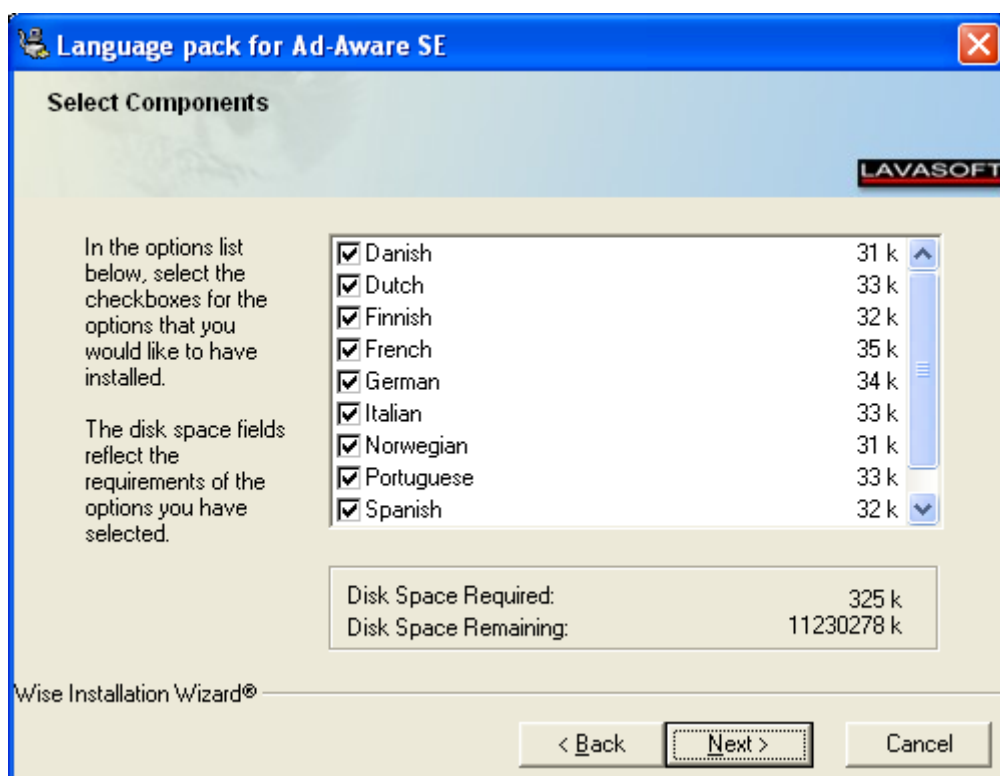 Language pack for Ad-Aware SE
Select Components
LAVASOFT
In the options list
below, select the
checkboxes for the
options that you
would like to have
installed.
The disk space fields
reflect the
requirements of the
options you have
selected.
Danish 31 k
Dutch 33 k
Finnish 32 k
French 35 k
German 34 k
Italian 33 k
Norwegian 31 k
Portuguese 33 k
Spanish 32 k
Disk Space Required: 325 k
Disk Space Remaining: 11230278 k
Wise Installation Wizard®
< Back Next > Cancel